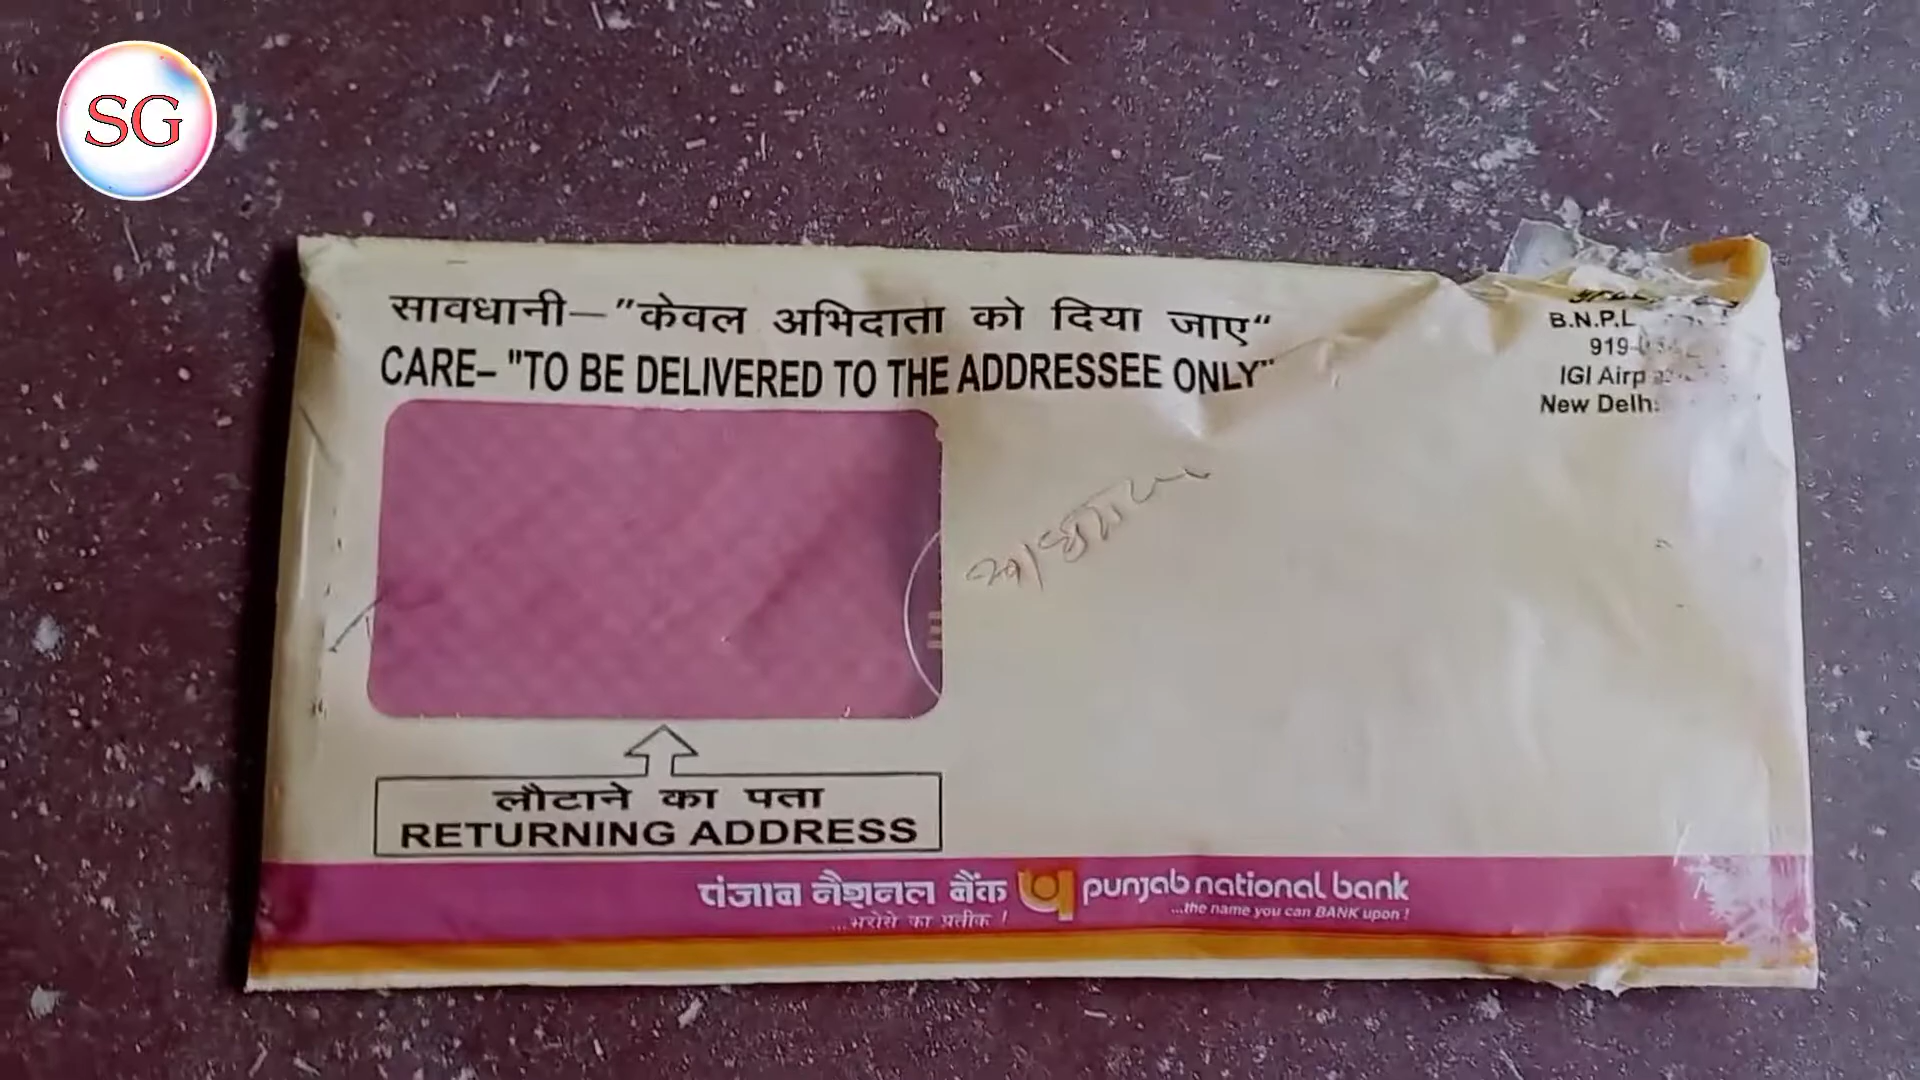 SG
सावधानी–"केवल अभिदाता को दिया जाए"
CARE– "TO BE DELIVERED TO THE ADDRESSEE ONLY"
B.N.P.L
919-
IGI Airp
New Delh
लौटाने का पता
RETURNING ADDRESS
पंजाब नैशनल बैंक punjab national bank
...भरोसे का प्रतीक ! ...the name you can BANK upon !